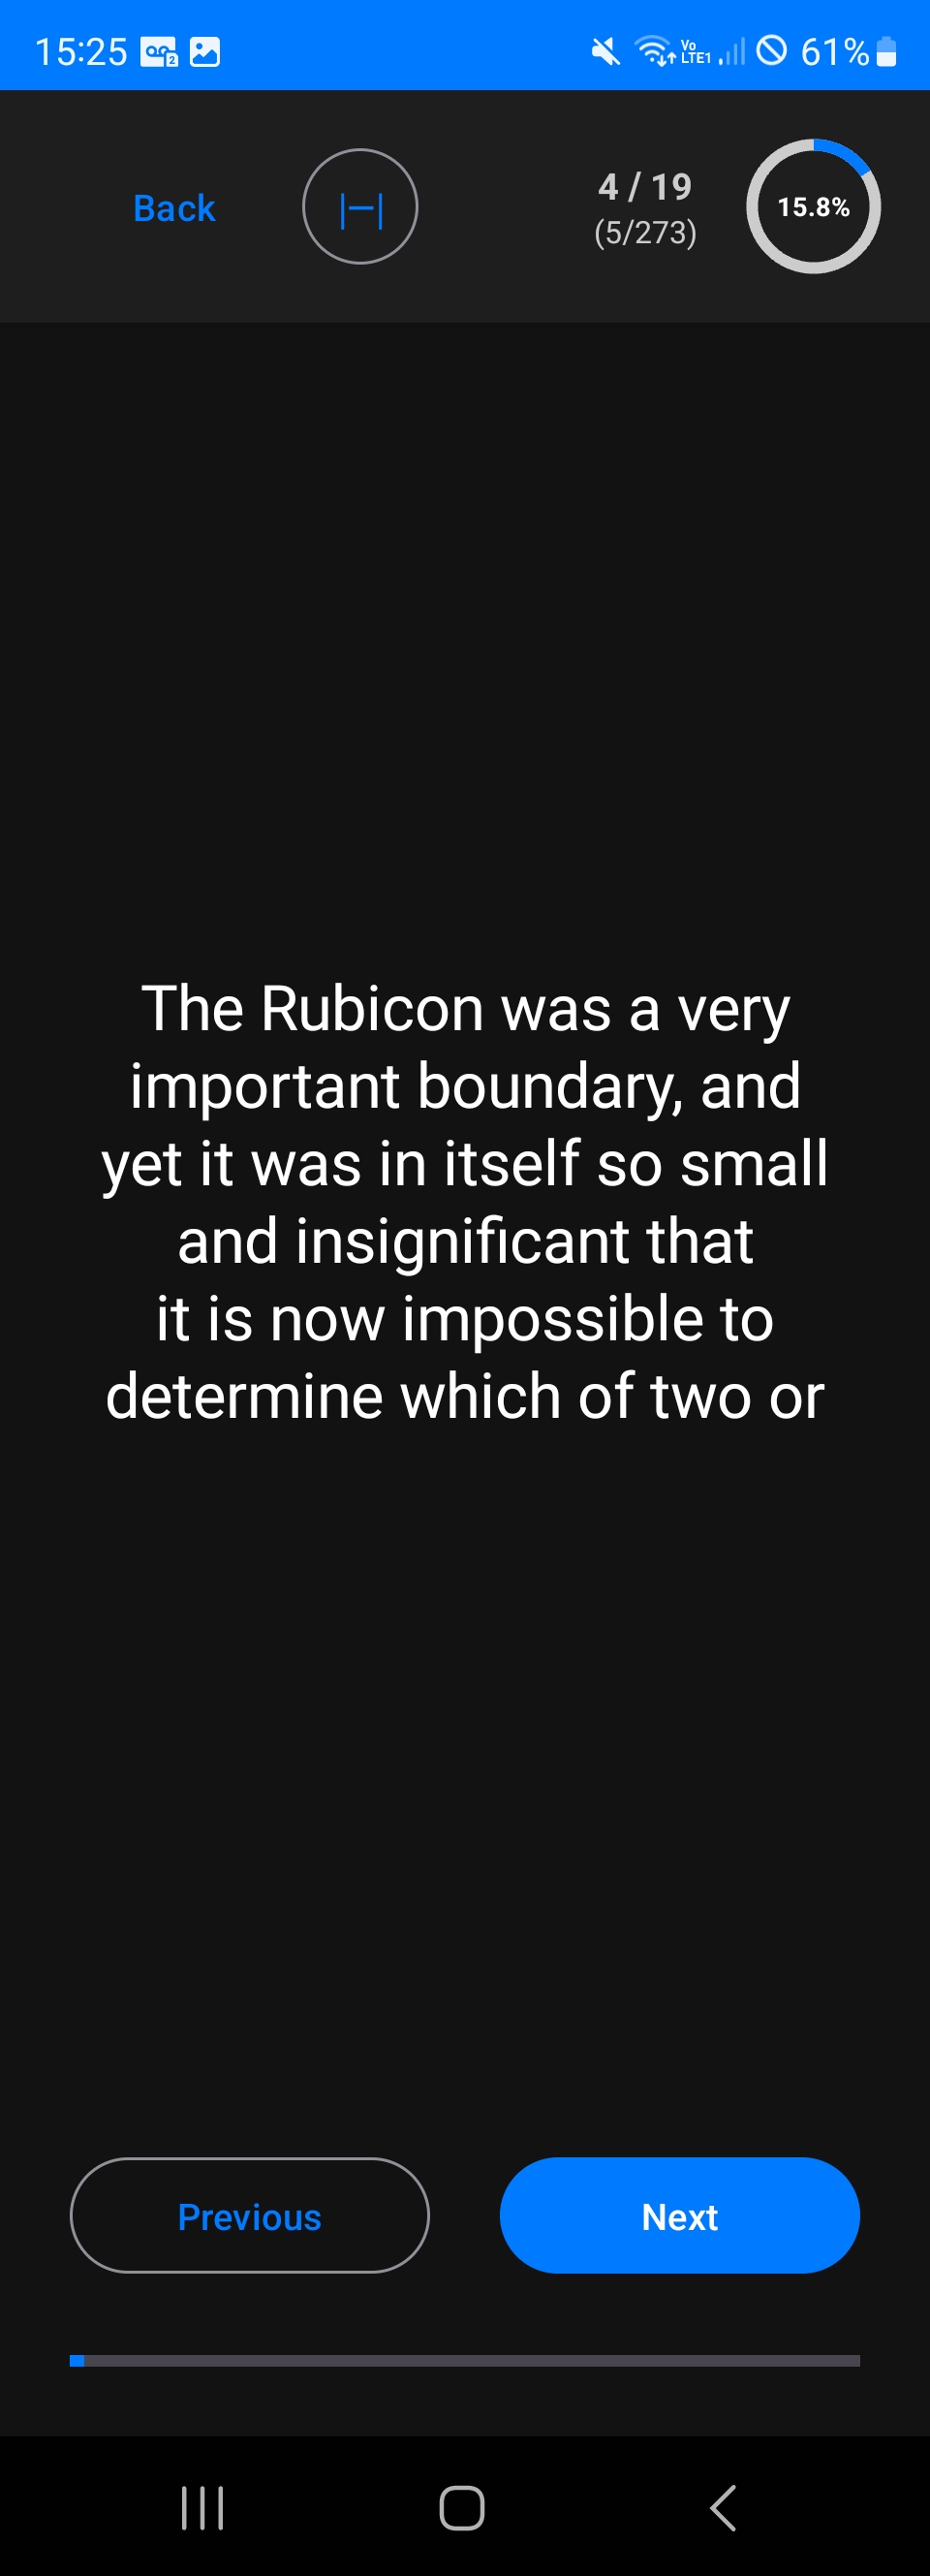 15:25
Vo
LTE1
61%
Back
4 / 19
(5/273)
15.8%
The Rubicon was a very
important boundary, and
yet it was in itself so small
and insignificant that
it is now impossible to
determine which of two or
Previous
Next